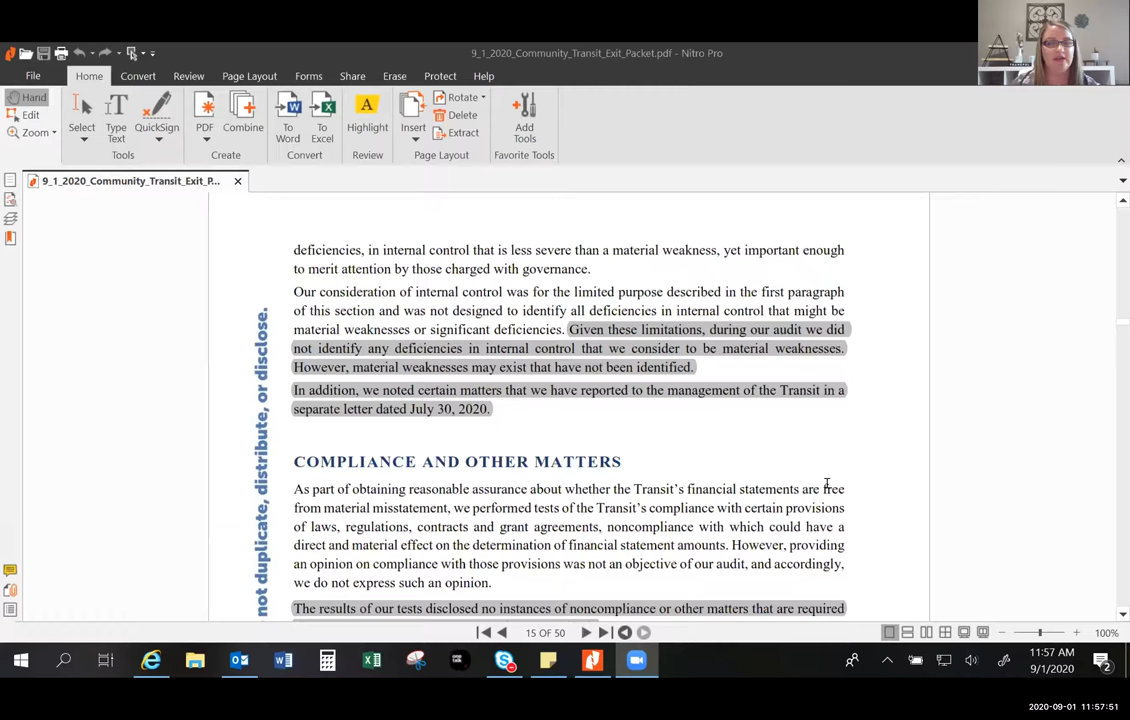 9_1_2020_Community_Transit_Exit_Packet.pdf - Nitro Pro
File Home Convert Review Page Layout Forms Share Erase Protect Help
Hand
Edit
Zoom
Select
Type Text
QuickSign
Tools
PDF
Combine
Create
To Word
To Excel
Convert
Highlight
Review
Insert
Rotate
Delete
Extract
Page Layout
Add Tools
Favorite Tools
9_1_2020_Community_Transit_Exit_P...
not duplicate, distribute, or disclose.
deficiencies, in internal control that is less severe than a material weakness, yet important enough
to merit attention by those charged with governance.
Our consideration of internal control was for the limited purpose described in the first paragraph
of this section and was not designed to identify all deficiencies in internal control that might be
material weaknesses or significant deficiencies. Given these limitations, during our audit we did
not identify any deficiencies in internal control that we consider to be material weaknesses.
However, material weaknesses may exist that have not been identified.
In addition, we noted certain matters that we have reported to the management of the Transit in a
separate letter dated July 30, 2020.
COMPLIANCE AND OTHER MATTERS
As part of obtaining reasonable assurance about whether the Transit's financial statements are free
from material misstatement, we performed tests of the Transit's compliance with certain provisions
of laws, regulations, contracts and grant agreements, noncompliance with which could have a
direct and material effect on the determination of financial statement amounts. However, providing
an opinion on compliance with those provisions was not an objective of our audit, and accordingly,
we do not express such an opinion.
The results of our tests disclosed no instances of noncompliance or other matters that are required
15 OF 50
100%
11:57 AM
9/1/2020
2
2020-09-01 11:57:51